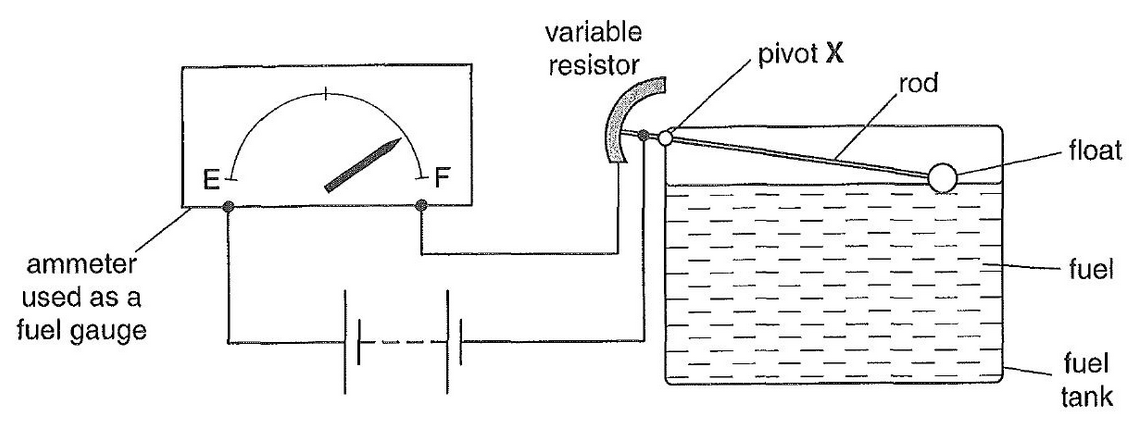 variable
resistor
pivot X
rod
float
E
F
ammeter
used as a
fuel gauge
fuel
fuel
tank